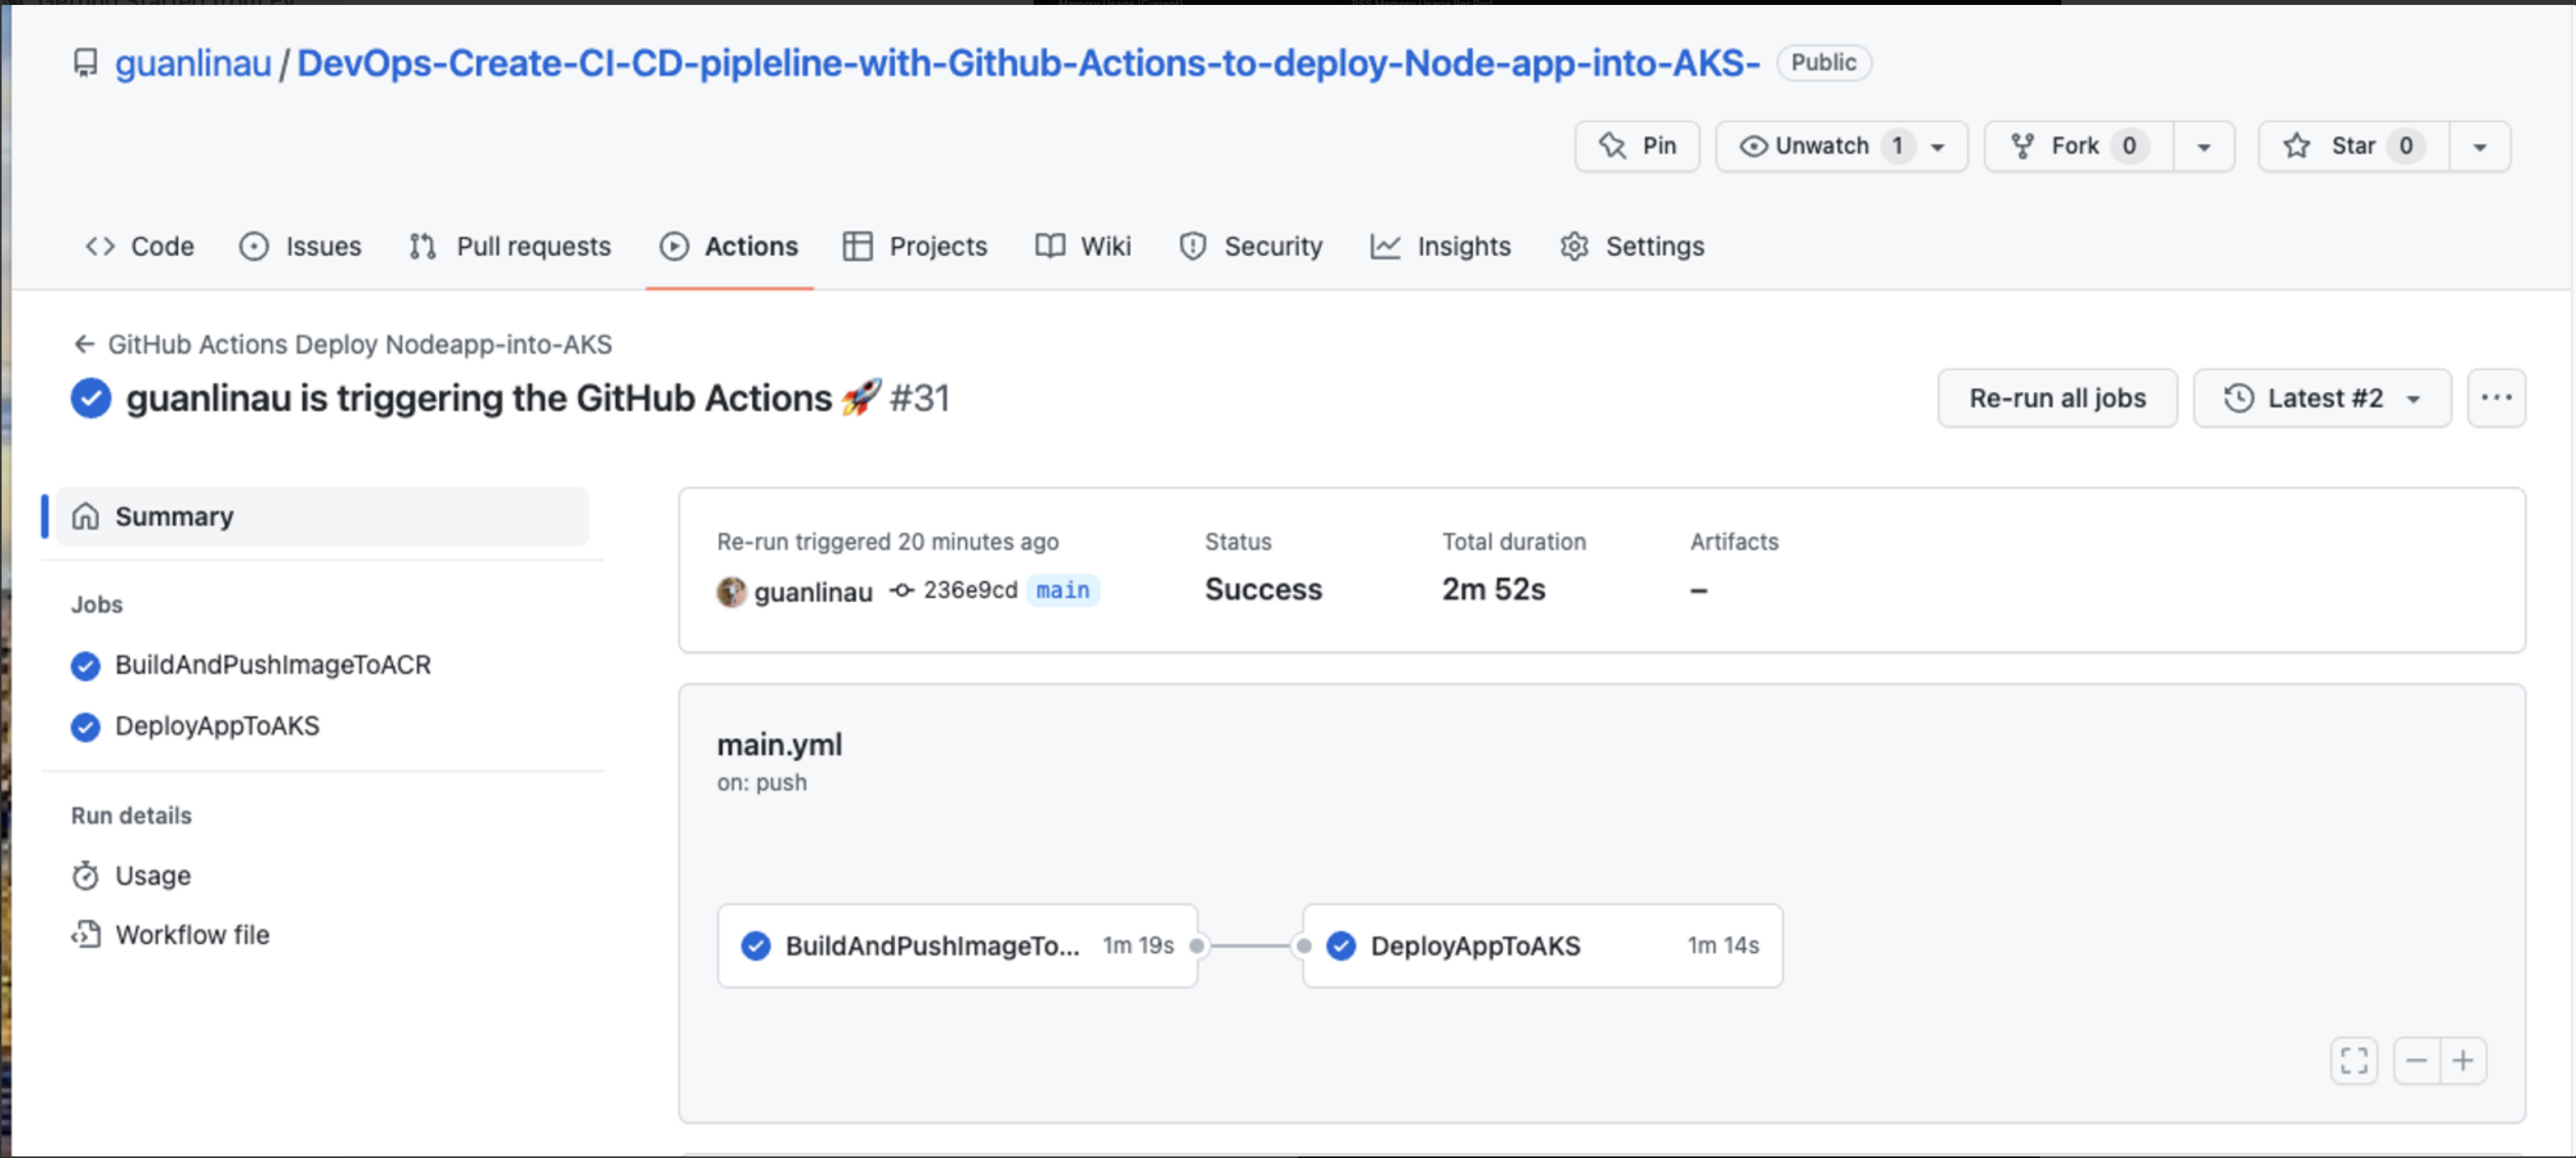 guanlinau / DevOps-Create-CI-CD-pipleline-with-Github-Actions-to-deploy-Node-app-into-AKS- Public
Pin Unwatch 1 Fork 0 Star 0
Code Issues Pull requests Actions Projects Wiki Security Insights Settings
← GitHub Actions Deploy Nodeapp-into-AKS
guanlinau is triggering the GitHub Actions 🚀 #31
Re-run all jobs Latest #2 ...
Summary
Jobs
BuildAndPushImageToACR
DeployAppToAKS
Run details
Usage
Workflow file
Re-run triggered 20 minutes ago Status Total duration Artifacts
guanlinau 236e9cd main Success 2m 52s –
main.yml
on: push
BuildAndPushImageTo... 1m 19s DeployAppToAKS 1m 14s